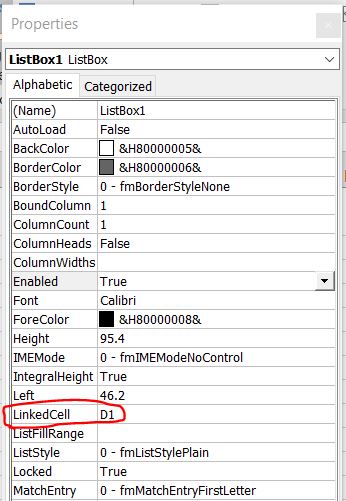 Properties
ListBox1 ListBox
Alphabetic Categorized
(Name) ListBox1
AutoLoad False
BackColor &H80000005&
BorderColor &H80000006&
BorderStyle 0 - fmBorderStyleNone
BoundColumn 1
ColumnCount 1
ColumnHeads False
ColumnWidths
Enabled True
Font Calibri
ForeColor &H80000008&
Height 95.4
IMEMode 0 - fmIMEModeNoControl
IntegralHeight True
Left 46.2
LinkedCell D1
ListFillRange
ListStyle 0 - fmListStylePlain
Locked True
MatchEntry 0 - fmMatchEntryFirstLetter